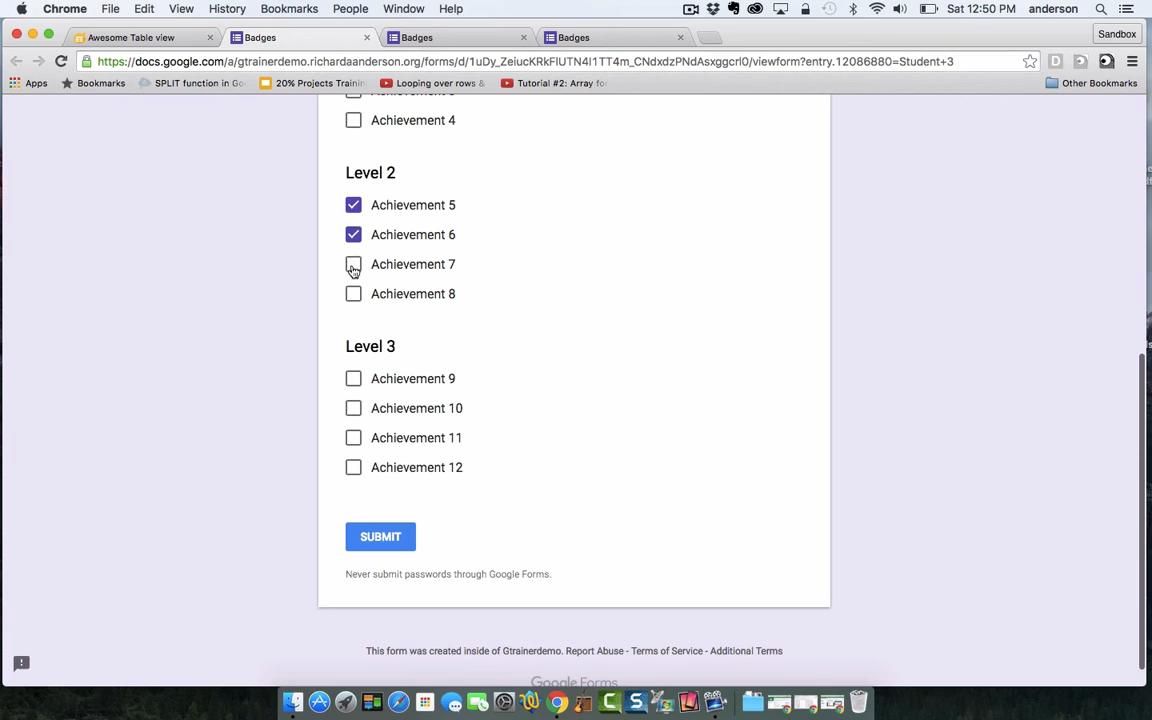 Chrome File Edit View History Bookmarks People Window Help Sat 12:50 PM anderson
Awesome Table view Badges Badges Badges Sandbox
https://docs.google.com/a/gtrainerdemo.richardaanderson.org/forms/d/1uDy_ZeiucKRkFlUTN4I1TT4m_CNdxdzPNdAsxggcrl0/viewform?entry.12086880=Student+3
Apps Bookmarks SPLIT function in Go 20% Projects Trainin Looping over rows & Tutorial #2: Array for Other Bookmarks
Achievement 4
Level 2
Achievement 5
Achievement 6
Achievement 7
Achievement 8
Level 3
Achievement 9
Achievement 10
Achievement 11
Achievement 12
SUBMIT
Never submit passwords through Google Forms.
This form was created inside of Gtrainerdemo. Report Abuse - Terms of Service - Additional Terms
Google Forms